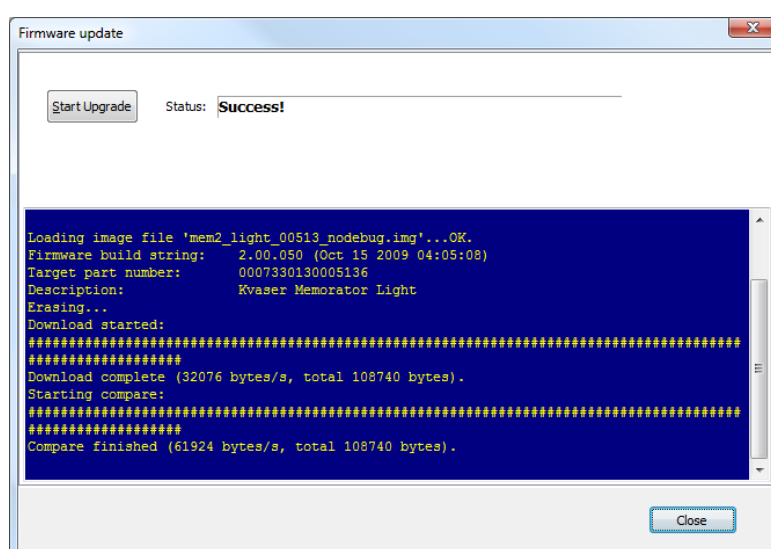 Firmware update
Start Upgrade Status: Success!
Loading image file 'mem2_light_00513_nodebug.img'...OK.
Firmware build string: 2.00.050 (Oct 15 2009 04:05:08)
Target part number: 0007330130005136
Description: Kvaser Memorator Light
Erasing...
Download started:
########################################################################################
###################
Download complete (32076 bytes/s, total 108740 bytes).
Starting compare:
########################################################################################
###################
Compare finished (61924 bytes/s, total 108740 bytes).
Close